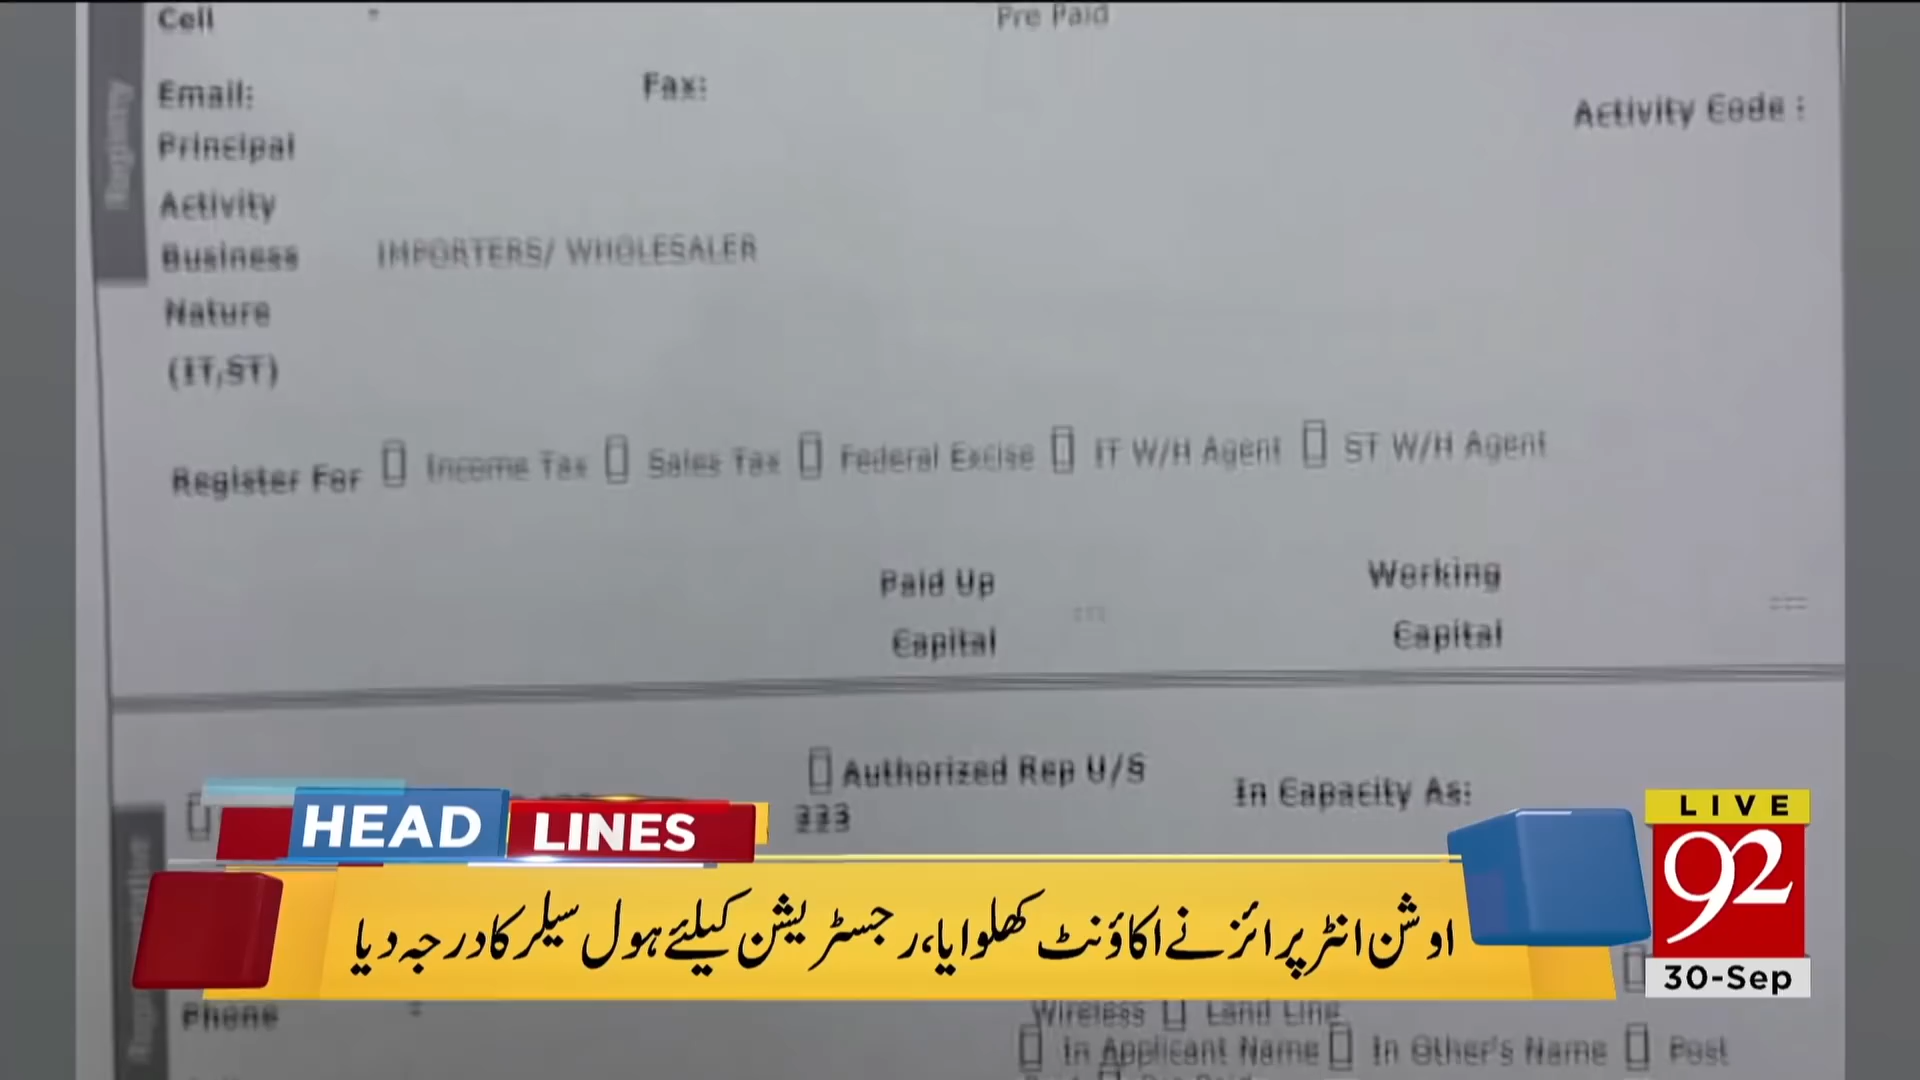 Cell
Pre Paid
Email:
Fax:
Activity Code :
Principal
Activity
Business
IMPORTERS/ WHOLESALER
Nature
(IT,ST)
Registry
Register For
Income Tax
Sales Tax
Federal Excise
IT W/H Agent
ST W/H Agent
Paid Up
Capital
Working
Capital
Authorized Rep U/S
In Capacity As:
HEAD LINES
LIVE
92
30-Sep
اوشن انٹرپرائز نے اکاؤنٹ کھلوایا، رجسٹریشن کیلئے ہول سیلر کا درجہ دیا
Phone
Wireless
Land Line
In Applicant Name
In Other's Name
Post